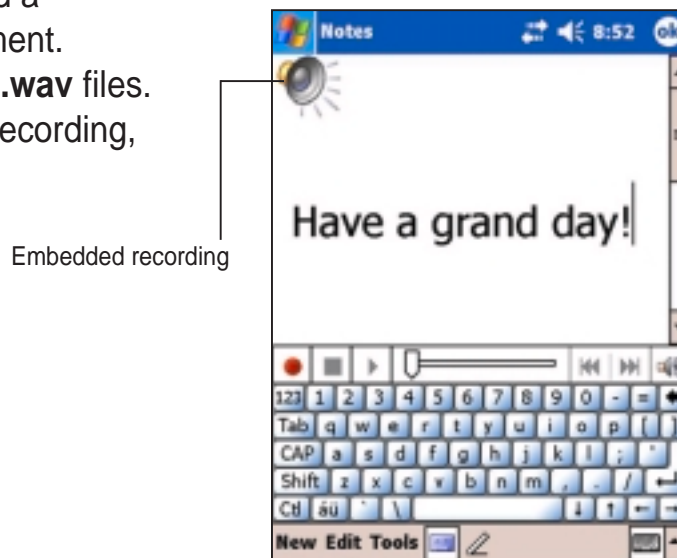 d a
ment.
.wav files.
ecording,
Embedded recording
Notes 8:52 ok
Have a grand day!
123 1 2 3 4 5 6 7 8 9 0 - =
Tab q w e r t y u i o p [ ]
CAP a s d f g h j k l ; '
Shift z x c v b n m , . /
Ctl áü ` \
New Edit Tools